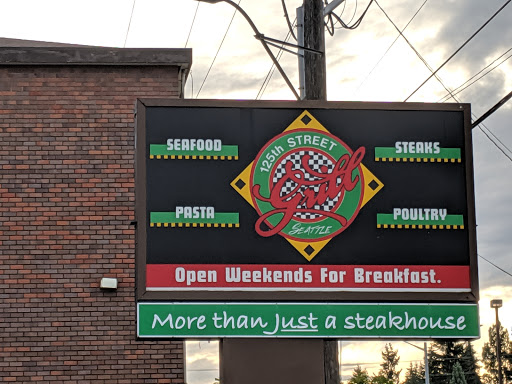 SEAFOOD
STEAKS
125th STREET
Grill
SEATTLE
PASTA
POULTRY
Open Weekends For Breakfast.
More than Just a steakhouse